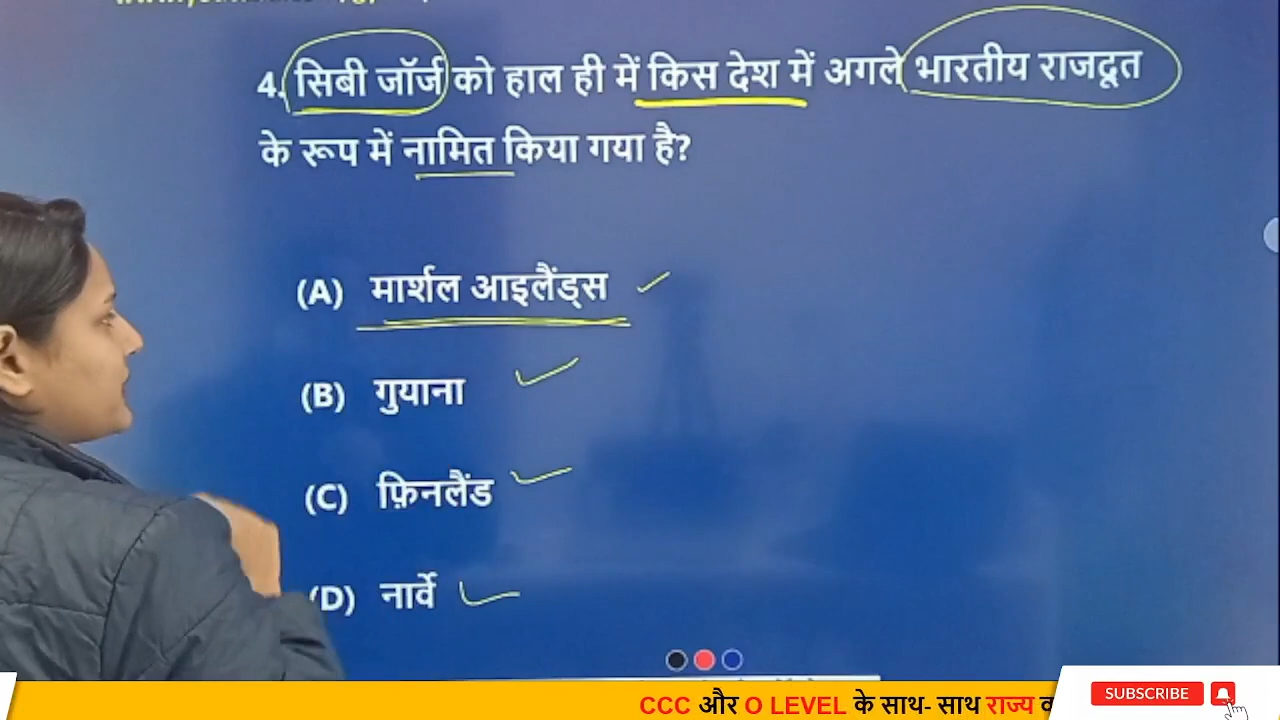 4. सिबी जॉर्ज को हाल ही में किस देश में अगले भारतीय राजदूत
के रूप में नामित किया गया है?
(A) मार्शल आइलैंड्स
(B) गुयाना
(C) फ़िनलैंड
(D) नार्वे
CCC और O LEVEL के साथ- साथ राज्य
SUBSCRIBE